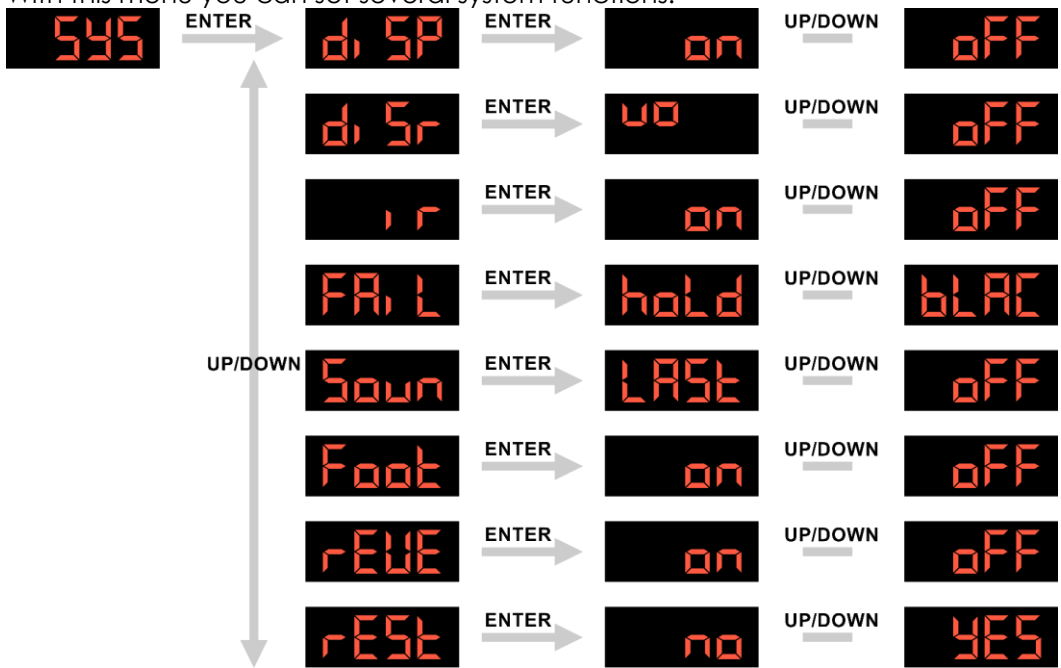 With this menu you can set several system functions.
SYS ENTER diSP ENTER on UP/DOWN oFF
diSr ENTER uo UP/DOWN oFF
ir ENTER on UP/DOWN oFF
FAiL ENTER hoLd UP/DOWN bLAC
UP/DOWN Soun ENTER LASt UP/DOWN oFF
Foot ENTER on UP/DOWN oFF
rEUE ENTER on UP/DOWN oFF
rESt ENTER no UP/DOWN YES